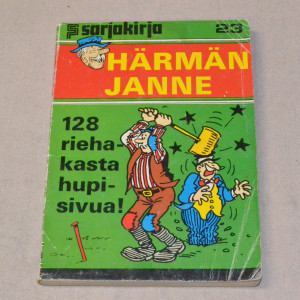 sarjakirja 23
HÄRMÄN
JANNE
128
rieha-
kasta
hupi-
sivua!